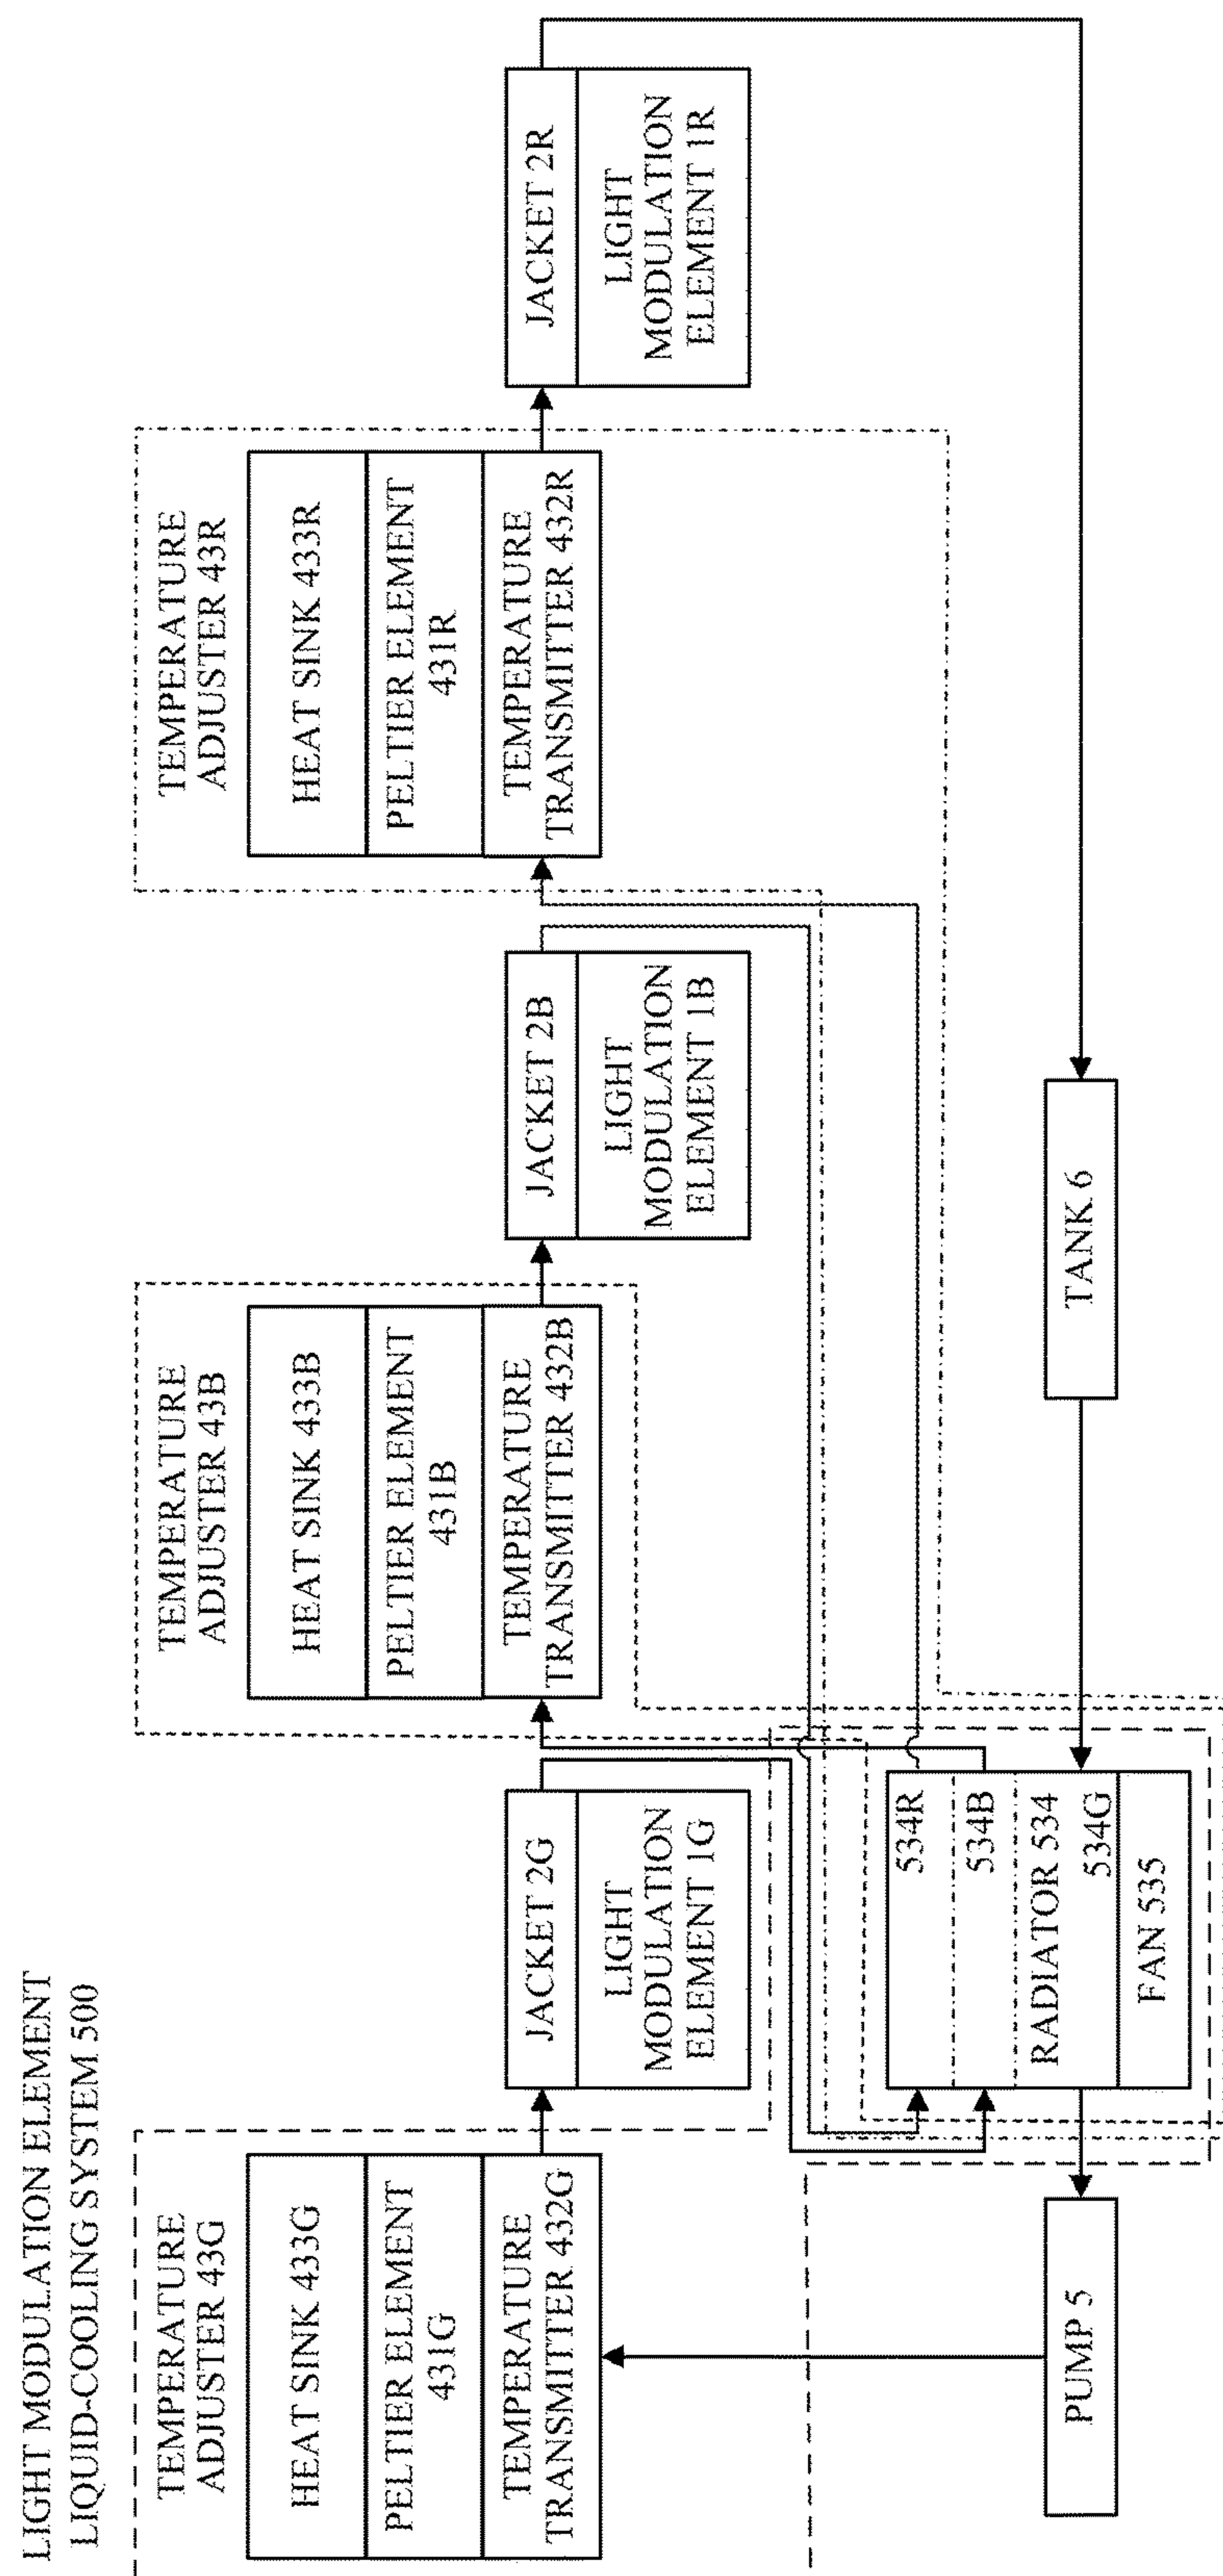 LIGHT MODULATION ELEMENT
LIQUID-COOLING SYSTEM 500
TEMPERATURE
ADJUSTER 43G
HEAT SINK 433G
PELTIER ELEMENT
431G
TEMPERATURE
TRANSMITTER 432G
JACKET 2G
LIGHT
MODULATION
ELEMENT 1G
TEMPERATURE
ADJUSTER 43B
HEAT SINK 433B
PELTIER ELEMENT
431B
TEMPERATURE
TRANSMITTER 432B
JACKET 2B
LIGHT
MODULATION
ELEMENT 1B
TEMPERATURE
ADJUSTER 43R
HEAT SINK 433R
PELTIER ELEMENT
431R
TEMPERATURE
TRANSMITTER 432R
JACKET 2R
LIGHT
MODULATION
ELEMENT 1R
PUMP 5
534R
534B
RADIATOR 534
534G
FAN 535
TANK 6